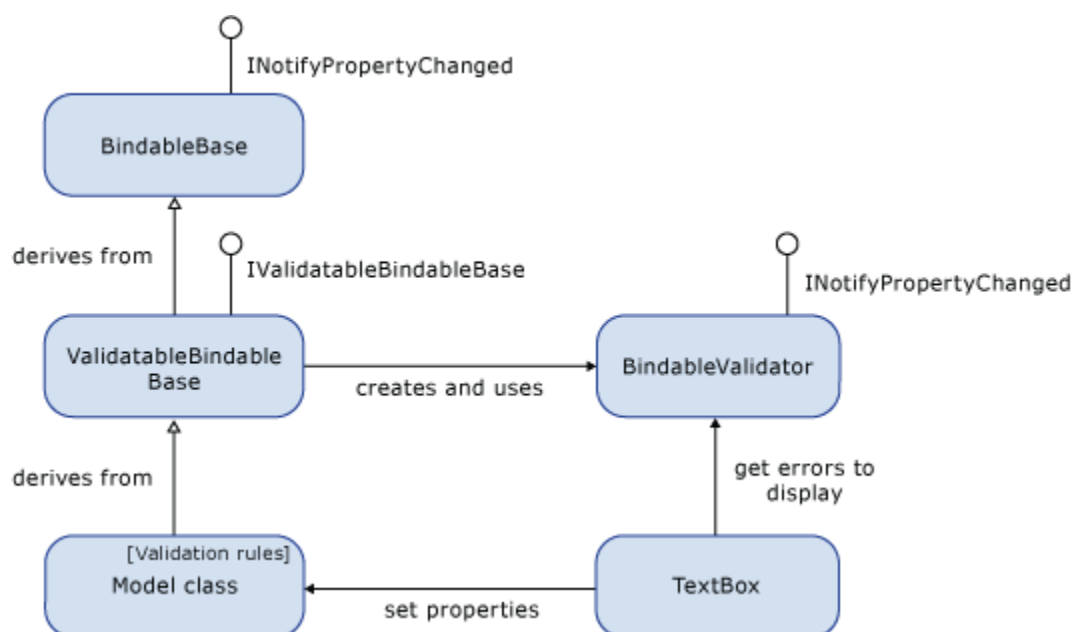 INotifyPropertyChanged
BindableBase
derives from
IValidatableBindableBase
INotifyPropertyChanged
ValidatableBindable
Base
creates and uses
BindableValidator
derives from
get errors to
display
[Validation rules]
Model class
set properties
TextBox